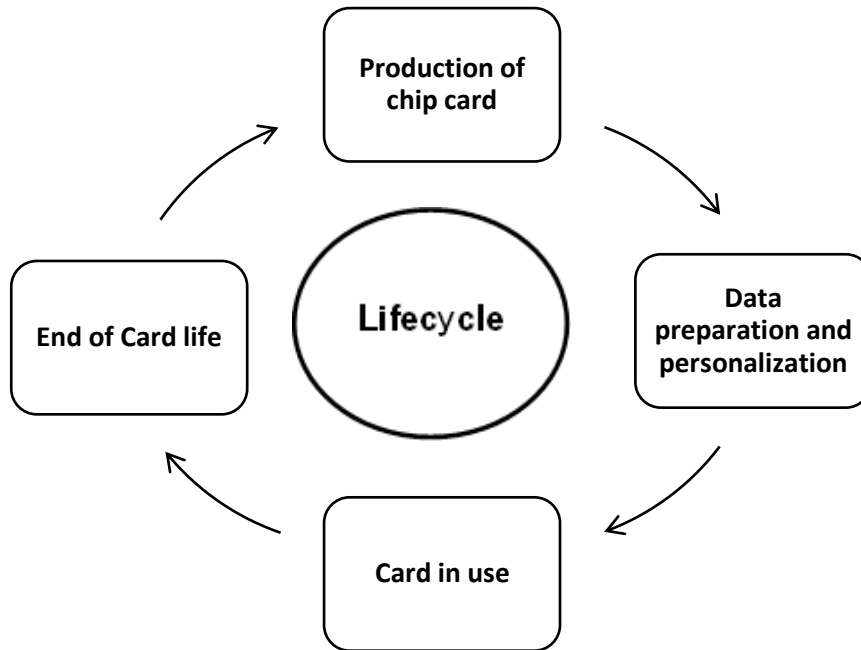 Production of
chip card
Data
preparation and
personalization
Card in use
End of Card life
Lifecycle